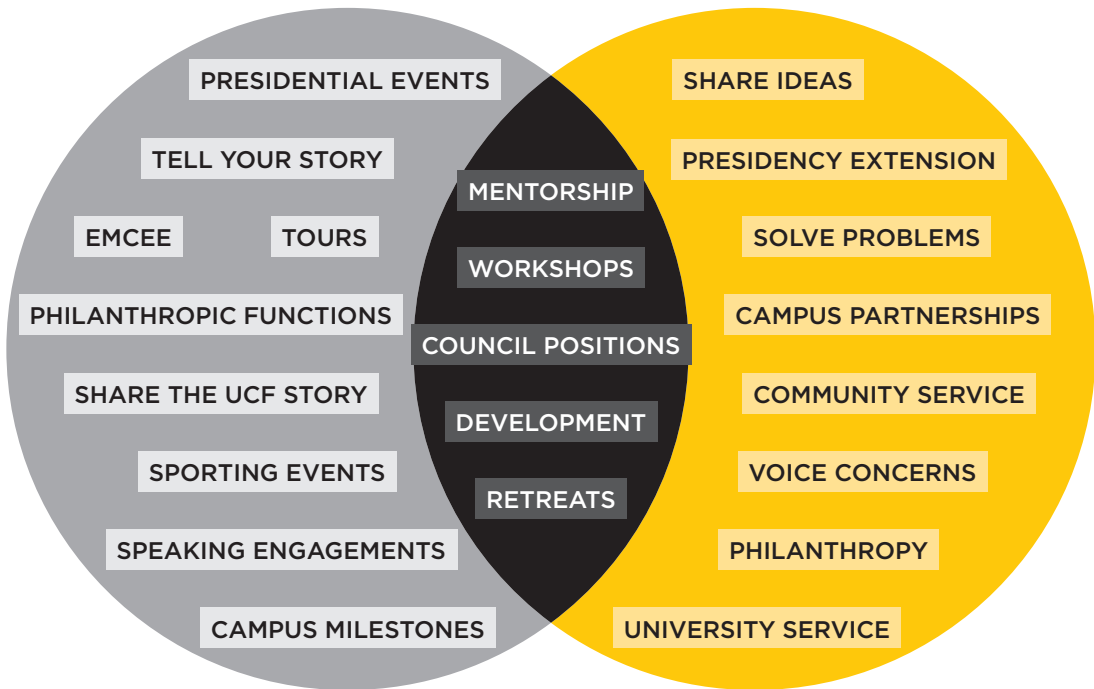 PRESIDENTIAL EVENTS
TELL YOUR STORY
EMCEE
TOURS
PHILANTHROPIC FUNCTIONS
SHARE THE UCF STORY
SPORTING EVENTS
SPEAKING ENGAGEMENTS
CAMPUS MILESTONES
MENTORSHIP
WORKSHOPS
COUNCIL POSITIONS
DEVELOPMENT
RETREATS
SHARE IDEAS
PRESIDENCY EXTENSION
SOLVE PROBLEMS
CAMPUS PARTNERSHIPS
COMMUNITY SERVICE
VOICE CONCERNS
PHILANTHROPY
UNIVERSITY SERVICE